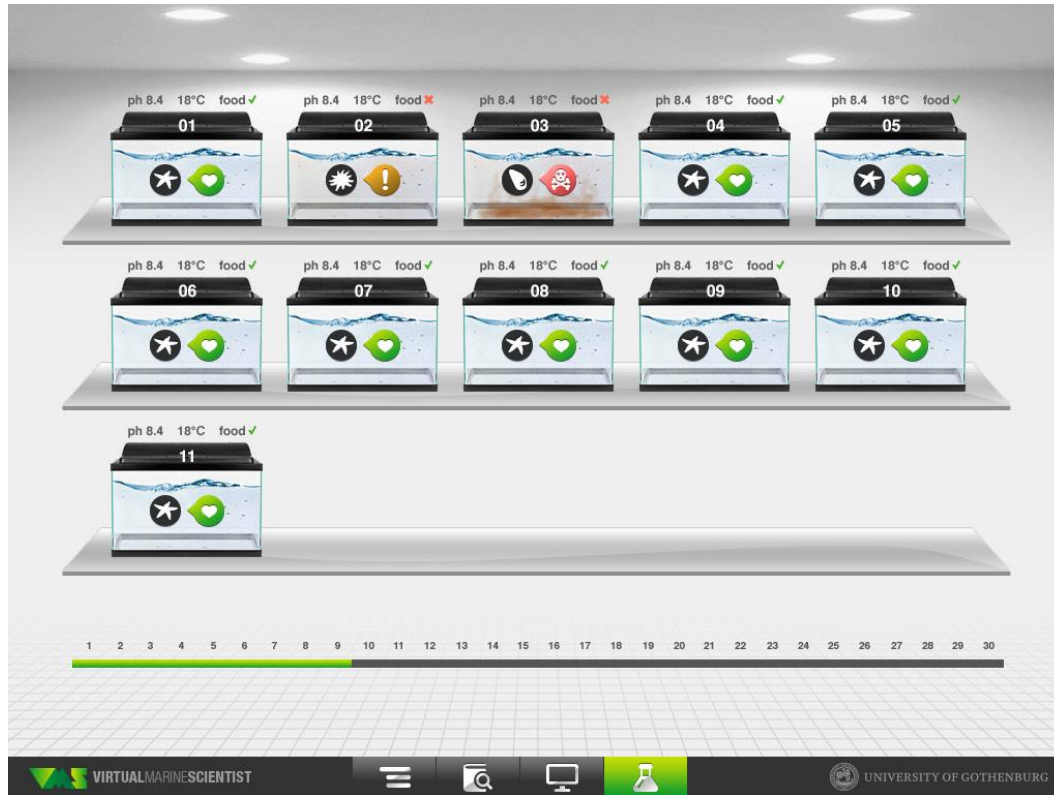 ph 8.4 18°C food✓ ph 8.4 18°C food✖ ph 8.4 18°C food✖ ph 8.4 18°C food✓ ph 8.4 18°C food✓
01 02 03 04 05
ph 8.4 18°C food✓ ph 8.4 18°C food✓ ph 8.4 18°C food✓ ph 8.4 18°C food✓ ph 8.4 18°C food✓
06 07 08 09 10
ph 8.4 18°C food✓
11
1 2 3 4 5 6 7 8 9 10 11 12 13 14 15 16 17 18 19 20 21 22 23 24 25 26 27 28 29 30
VMS VIRTUALMARINESCIENTIST UNIVERSITY OF GOTHENBURG